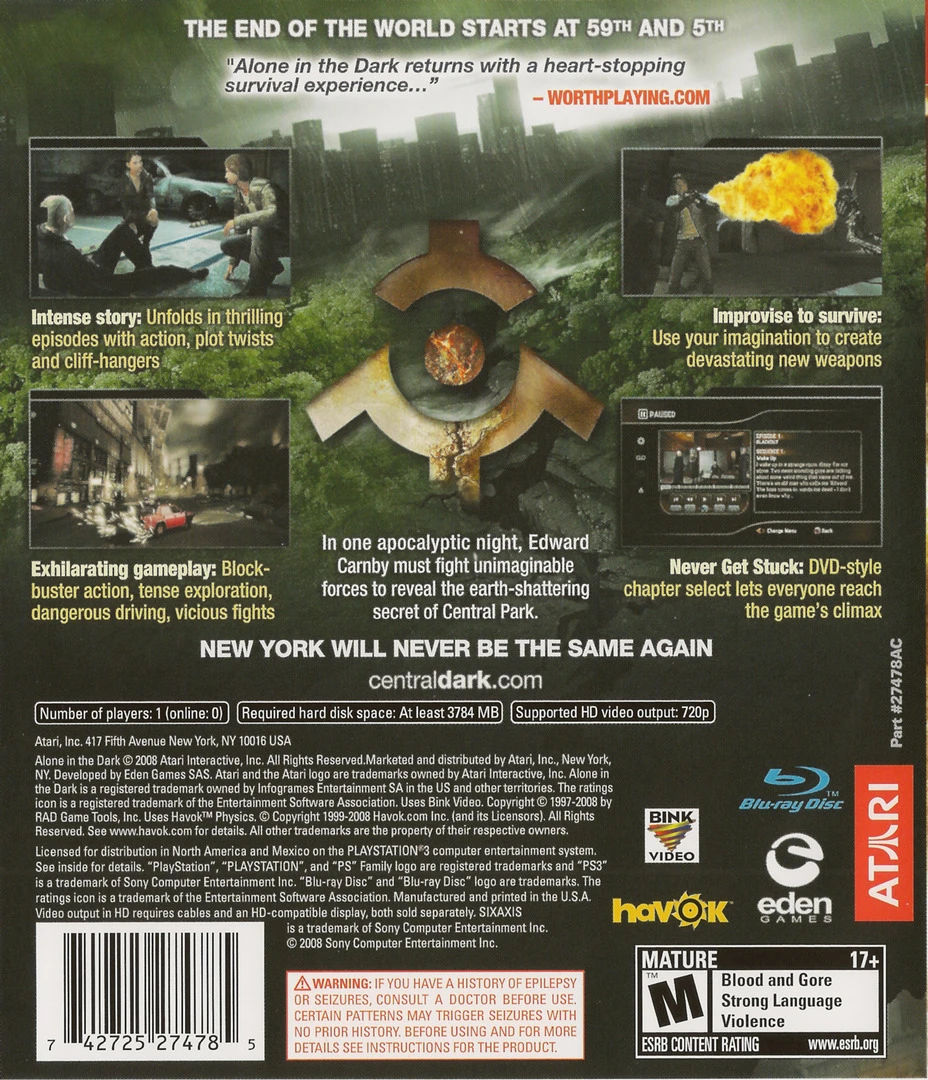 THE END OF THE WORLD STARTS AT 59TH AND 5TH
"Alone in the Dark returns with a heart-stopping
survival experience..."
– WORTHPLAYING.COM
Intense story: Unfolds in thrilling
episodes with action, plot twists
and cliff-hangers
Improvise to survive:
Use your imagination to create
devastating new weapons
PAUSED
EPISODE 1
SEQUENCE 1
Wake Up
Change Menu
Back
Exhilarating gameplay: Block-
buster action, tense exploration,
dangerous driving, vicious fights
In one apocalyptic night, Edward
Carnby must fight unimaginable
forces to reveal the earth-shattering
secret of Central Park.
Never Get Stuck: DVD-style
chapter select lets everyone reach
the game's climax
NEW YORK WILL NEVER BE THE SAME AGAIN
centraldark.com
Part #27478AC
Number of players: 1 (online: 0)
Required hard disk space: At least 3784 MB
Supported HD video output: 720p
Atari, Inc. 417 Fifth Avenue New York, NY 10016 USA
Alone in the Dark © 2008 Atari Interactive, Inc. All Rights Reserved.Marketed and distributed by Atari, Inc., New York,
NY. Developed by Eden Games SAS. Atari and the Atari logo are trademarks owned by Atari Interactive, Inc. Alone in
the Dark is a registered trademark owned by Infogrames Entertainment SA in the US and other territories. The ratings
icon is a registered trademark of the Entertainment Software Association. Uses Bink Video. Copyright © 1997-2008 by
RAD Game Tools, Inc. Uses Havok™ Physics. © Copyright 1999-2008 Havok.com Inc. (and its Licensors). All Rights
Reserved. See www.havok.com for details. All other trademarks are the property of their respective owners.
Licensed for distribution in North America and Mexico on the PLAYSTATION®3 computer entertainment system.
See inside for details. "PlayStation", "PLAYSTATION", and "PS" Family logo are registered trademarks and "PS3"
is a trademark of Sony Computer Entertainment Inc. "Blu-ray Disc" and "Blu-ray Disc" logo are trademarks. The
ratings icon is a trademark of the Entertainment Software Association. Manufactured and printed in the U.S.A.
Video output in HD requires cables and an HD-compatible display, both sold separately. SIXAXIS
is a trademark of Sony Computer Entertainment Inc.
© 2008 Sony Computer Entertainment Inc.
BINK
VIDEO
Blu-ray Disc™
havok™
eden
GAMES
ATARI
7 42725 27478 5
WARNING: IF YOU HAVE A HISTORY OF EPILEPSY
OR SEIZURES, CONSULT A DOCTOR BEFORE USE.
CERTAIN PATTERNS MAY TRIGGER SEIZURES WITH
NO PRIOR HISTORY. BEFORE USING AND FOR MORE
DETAILS SEE INSTRUCTIONS FOR THE PRODUCT.
MATURE 17+
M™
Blood and Gore
Strong Language
Violence
ESRB CONTENT RATING www.esrb.org